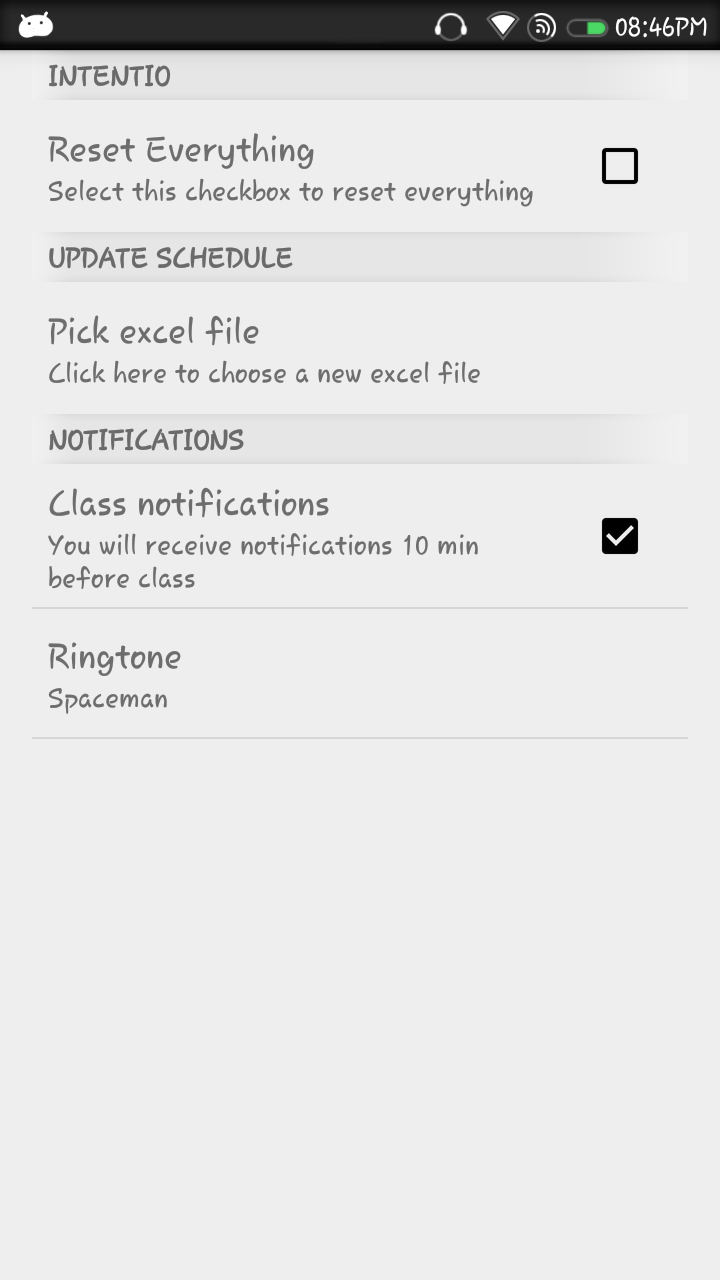 08:46PM
INTENTIO
Reset Everything
Select this checkbox to reset everything
UPDATE SCHEDULE
Pick excel file
Click here to choose a new excel file
NOTIFICATIONS
Class notifications
You will receive notifications 10 min
before class
Ringtone
Spaceman